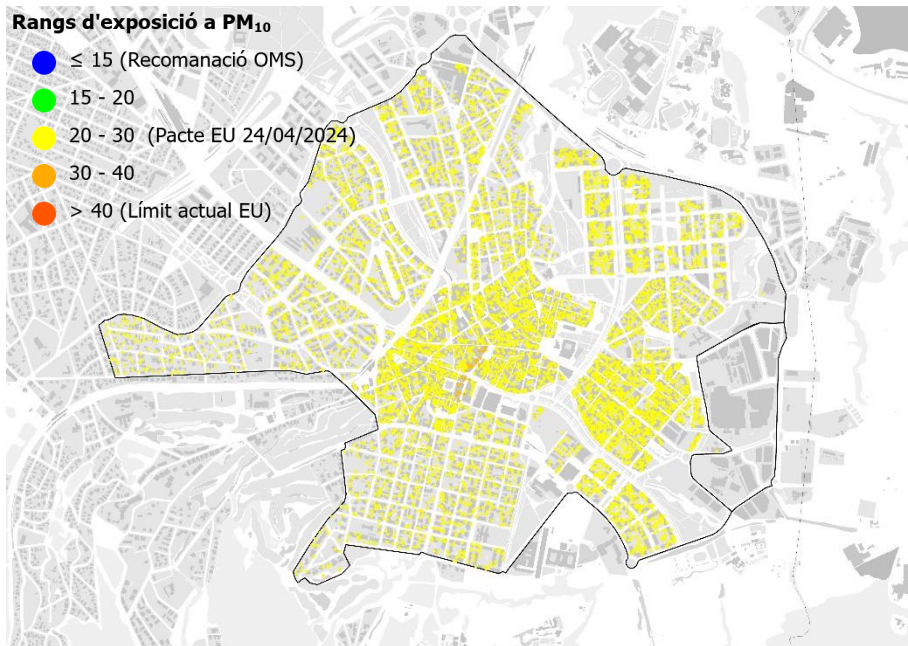 Rangs d'exposició a PM₁₀
≤ 15 (Recomanació OMS)
15 - 20
20 - 30 (Pacte EU 24/04/2024)
30 - 40
> 40 (Límit actual EU)